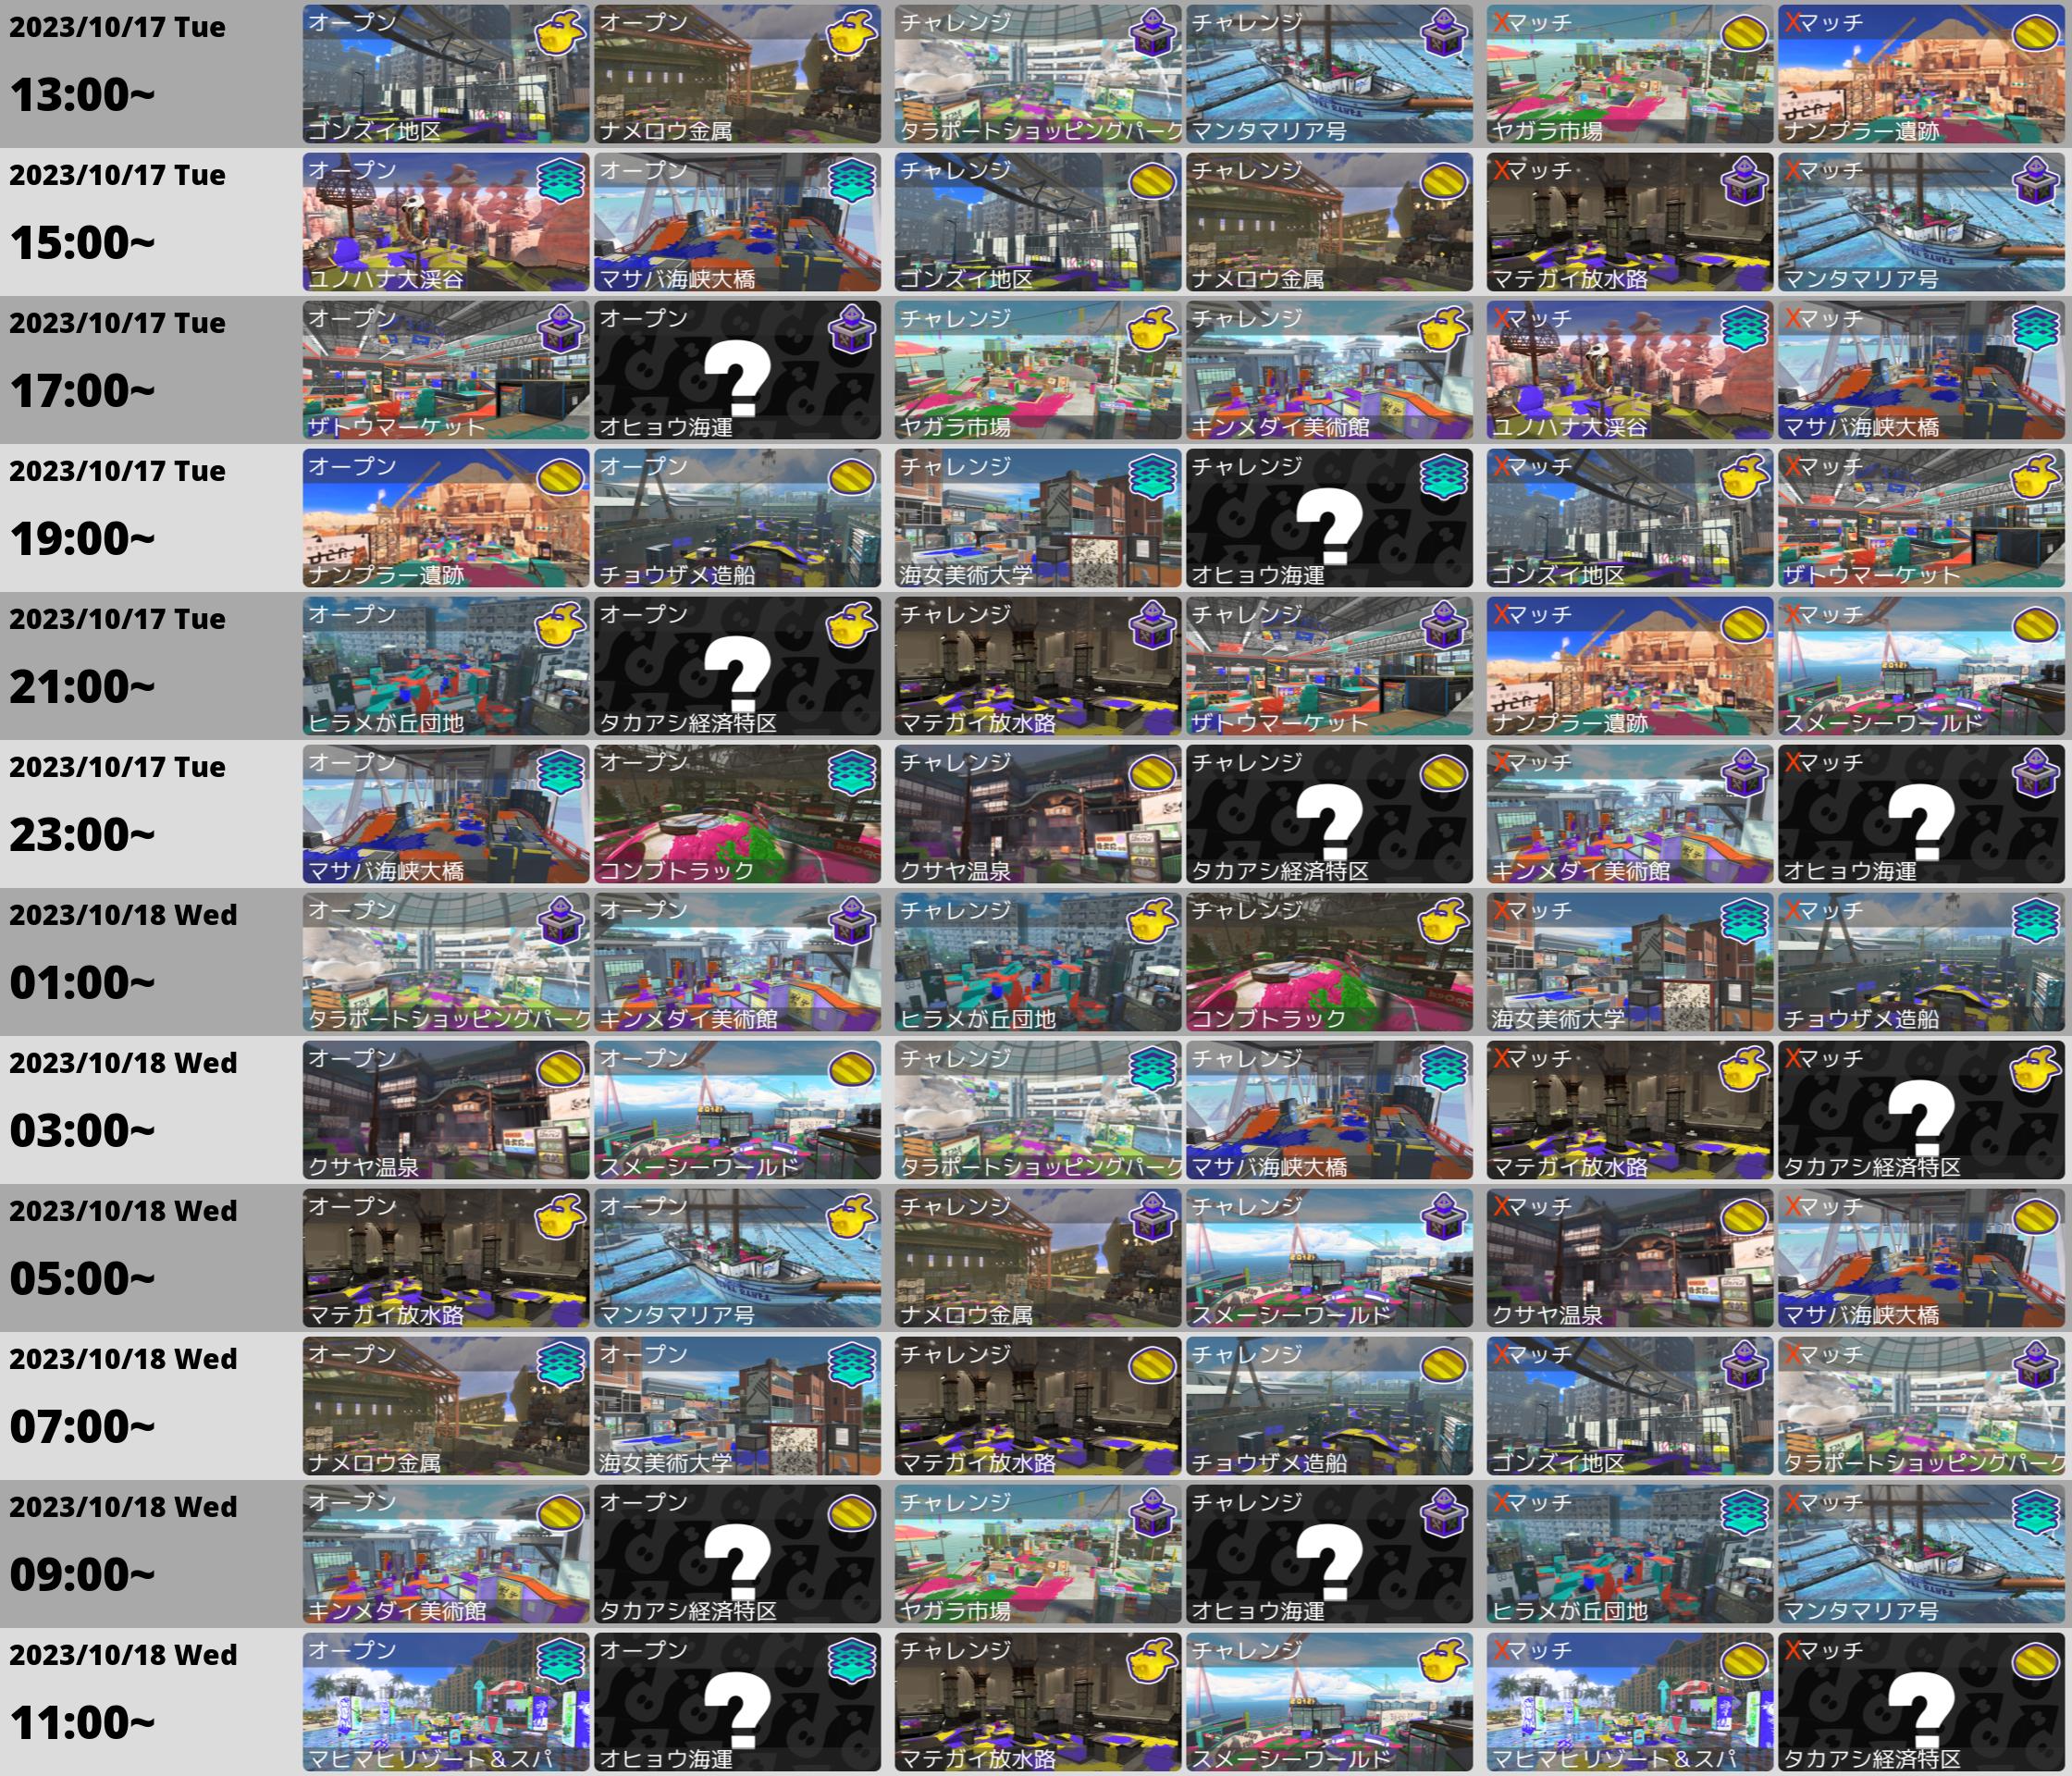 2023/10/17 Tue
13:00~
オープン オープン チャレンジ チャレンジ Xマッチ Xマッチ
ゴンズイ地区 ナメロウ金属 タラポートショッピングパーク マンタマリア号 ヤガラ市場 ナンプラー遺跡
2023/10/17 Tue
15:00~
オープン オープン チャレンジ チャレンジ Xマッチ Xマッチ
ユノハナ大渓谷 マサバ海峡大橋 ゴンズイ地区 ナメロウ金属 マテガイ放水路 マンタマリア号
2023/10/17 Tue
17:00~
オープン オープン チャレンジ チャレンジ Xマッチ Xマッチ
?
ザトウマーケット オヒョウ海運 ヤガラ市場 キンメダイ美術館 ユノハナ大渓谷 マサバ海峡大橋
2023/10/17 Tue
19:00~
オープン オープン チャレンジ チャレンジ Xマッチ Xマッチ
?
ナンプラー遺跡 チョウザメ造船 海女美術大学 オヒョウ海運 ゴンズイ地区 ザトウマーケット
2023/10/17 Tue
21:00~
オープン オープン チャレンジ チャレンジ Xマッチ Xマッチ
?
ヒラメが丘団地 タカアシ経済特区 マテガイ放水路 ザトウマーケット ナンプラー遺跡 スメーシーワールド
2023/10/17 Tue
23:00~
オープン オープン チャレンジ チャレンジ Xマッチ Xマッチ
? ?
マサバ海峡大橋 コンブトラック クサヤ温泉 タカアシ経済特区 キンメダイ美術館 オヒョウ海運
2023/10/18 Wed
01:00~
オープン オープン チャレンジ チャレンジ Xマッチ Xマッチ
タラポートショッピングパーク キンメダイ美術館 ヒラメが丘団地 コンブトラック 海女美術大学 チョウザメ造船
2023/10/18 Wed
03:00~
オープン オープン チャレンジ チャレンジ Xマッチ Xマッチ
?
クサヤ温泉 スメーシーワールド タラポートショッピングパーク マサバ海峡大橋 マテガイ放水路 タカアシ経済特区
2023/10/18 Wed
05:00~
オープン オープン チャレンジ チャレンジ Xマッチ Xマッチ
マテガイ放水路 マンタマリア号 ナメロウ金属 スメーシーワールド クサヤ温泉 マサバ海峡大橋
2023/10/18 Wed
07:00~
オープン オープン チャレンジ チャレンジ Xマッチ Xマッチ
ナメロウ金属 海女美術大学 マテガイ放水路 チョウザメ造船 ゴンズイ地区 タラポートショッピングパーク
2023/10/18 Wed
09:00~
オープン オープン チャレンジ チャレンジ Xマッチ Xマッチ
? ?
キンメダイ美術館 タカアシ経済特区 ヤガラ市場 オヒョウ海運 ヒラメが丘団地 マンタマリア号
2023/10/18 Wed
11:00~
オープン オープン チャレンジ チャレンジ Xマッチ Xマッチ
? ?
マヒマヒリゾート＆スパ オヒョウ海運 マテガイ放水路 スメーシーワールド マヒマヒリゾート＆スパ タカアシ経済特区